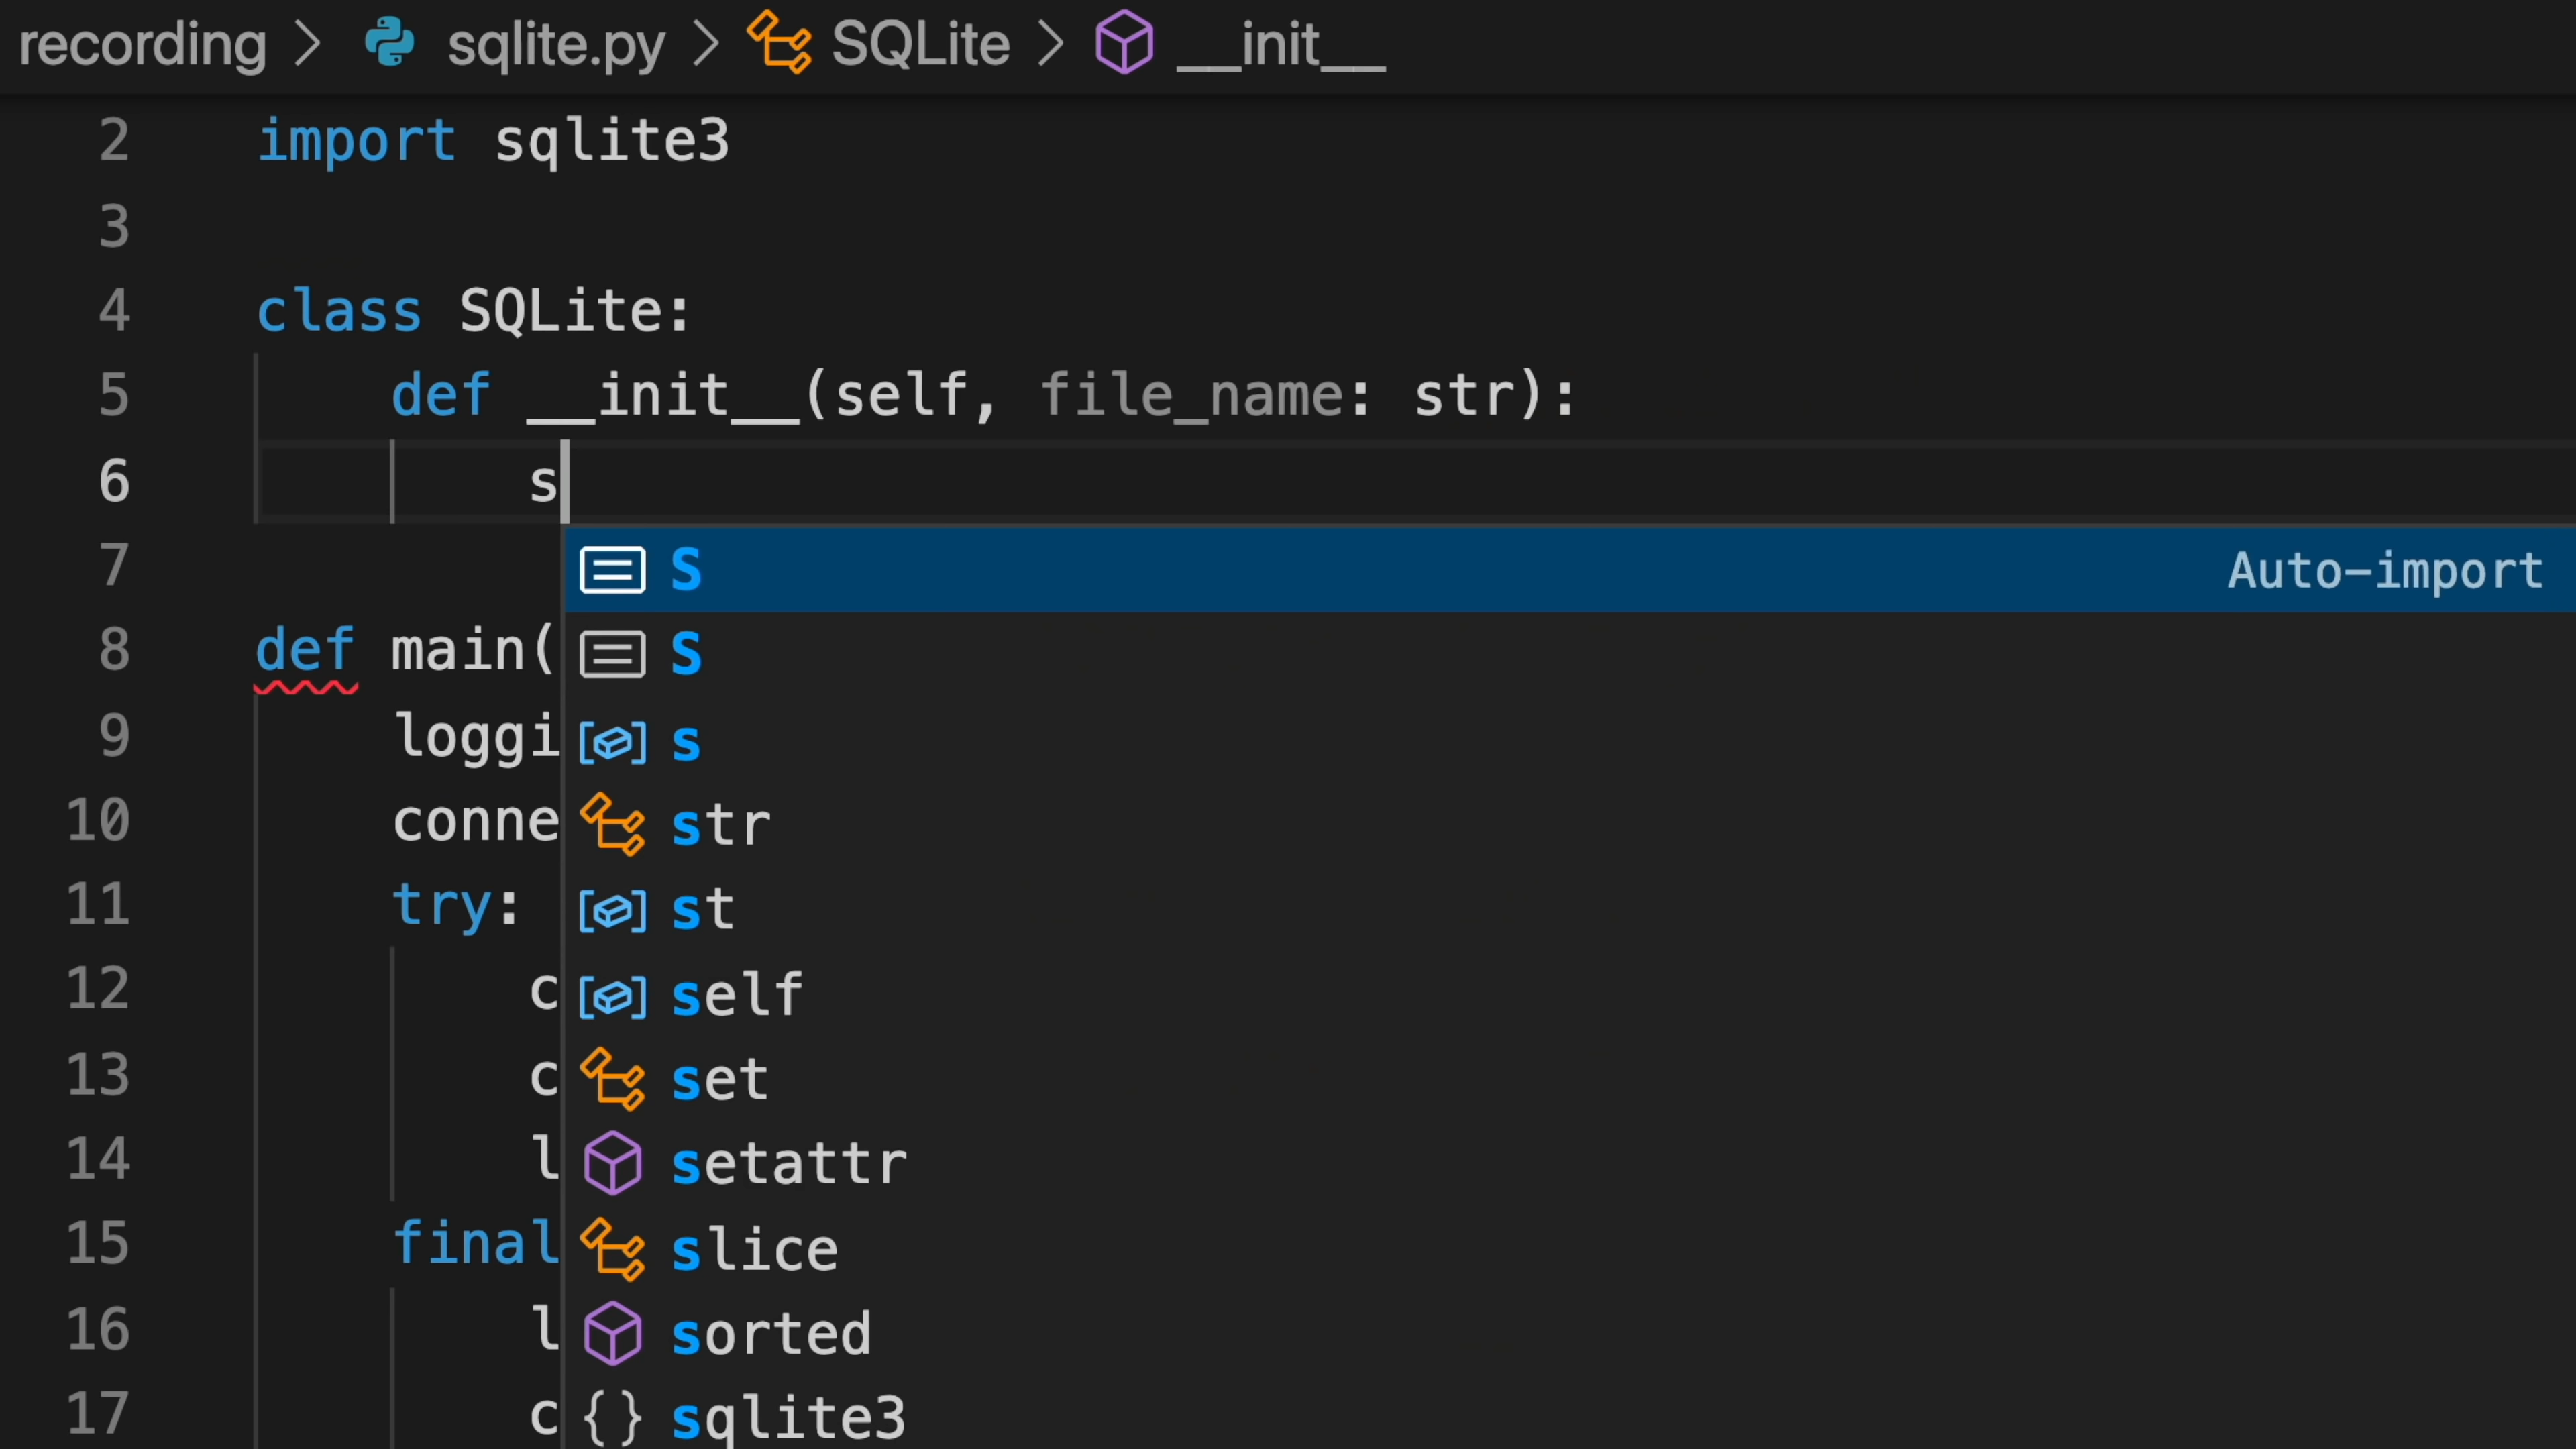 recording > sqlite.py > SQLite > __init__
2 import sqlite3
3
4 class SQLite:
5 def __init__(self, file_name: str):
6 s
7 S Auto-import
8 def main( S
9 loggi s
10 conne str
11 try: st
12 c self
13 c set
14 l setattr
15 final slice
16 l sorted
17 c {} sqlite3